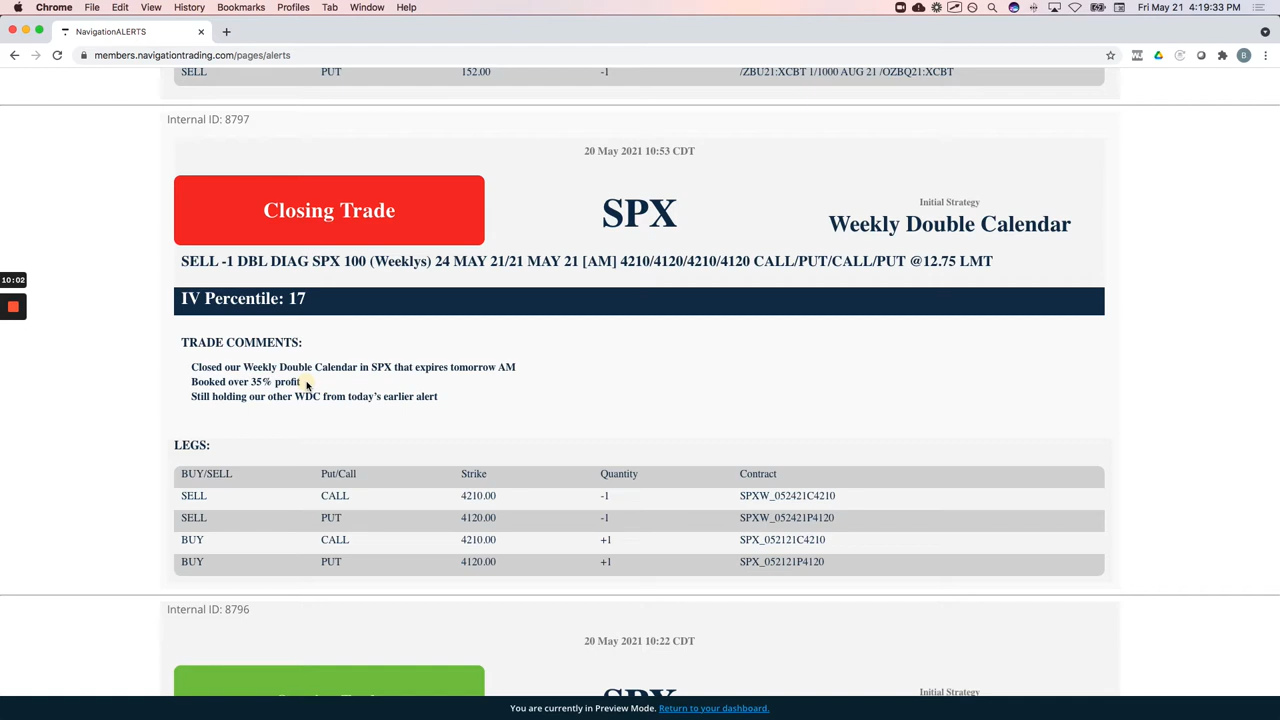 Chrome File Edit View History Bookmarks Profiles Tab Window Help Fri May 21 4:19:33 PM
NavigationALERTS
members.navigationtrading.com/pages/alerts B
SELL PUT 152.00 -1 /ZBU21:XCBT 1/1000 AUG 21 /OZBQ21:XCBT
Internal ID: 8797
20 May 2021 10:53 CDT
Closing Trade
SPX
Initial Strategy
Weekly Double Calendar
SELL -1 DBL DIAG SPX 100 (Weeklys) 24 MAY 21/21 MAY 21 [AM] 4210/4120/4210/4120 CALL/PUT/CALL/PUT @12.75 LMT
10:02
IV Percentile: 17
TRADE COMMENTS:
Closed our Weekly Double Calendar in SPX that expires tomorrow AM
Booked over 35% profit
Still holding our other WDC from today's earlier alert
LEGS:
BUY/SELL Put/Call Strike Quantity Contract
SELL CALL 4210.00 -1 SPXW_052421C4210
SELL PUT 4120.00 -1 SPXW_052421P4120
BUY CALL 4210.00 +1 SPX_052121C4210
BUY PUT 4120.00 +1 SPX_052121P4120
Internal ID: 8796
20 May 2021 10:22 CDT
SPX
Initial Strategy
You are currently in Preview Mode. Return to your dashboard.